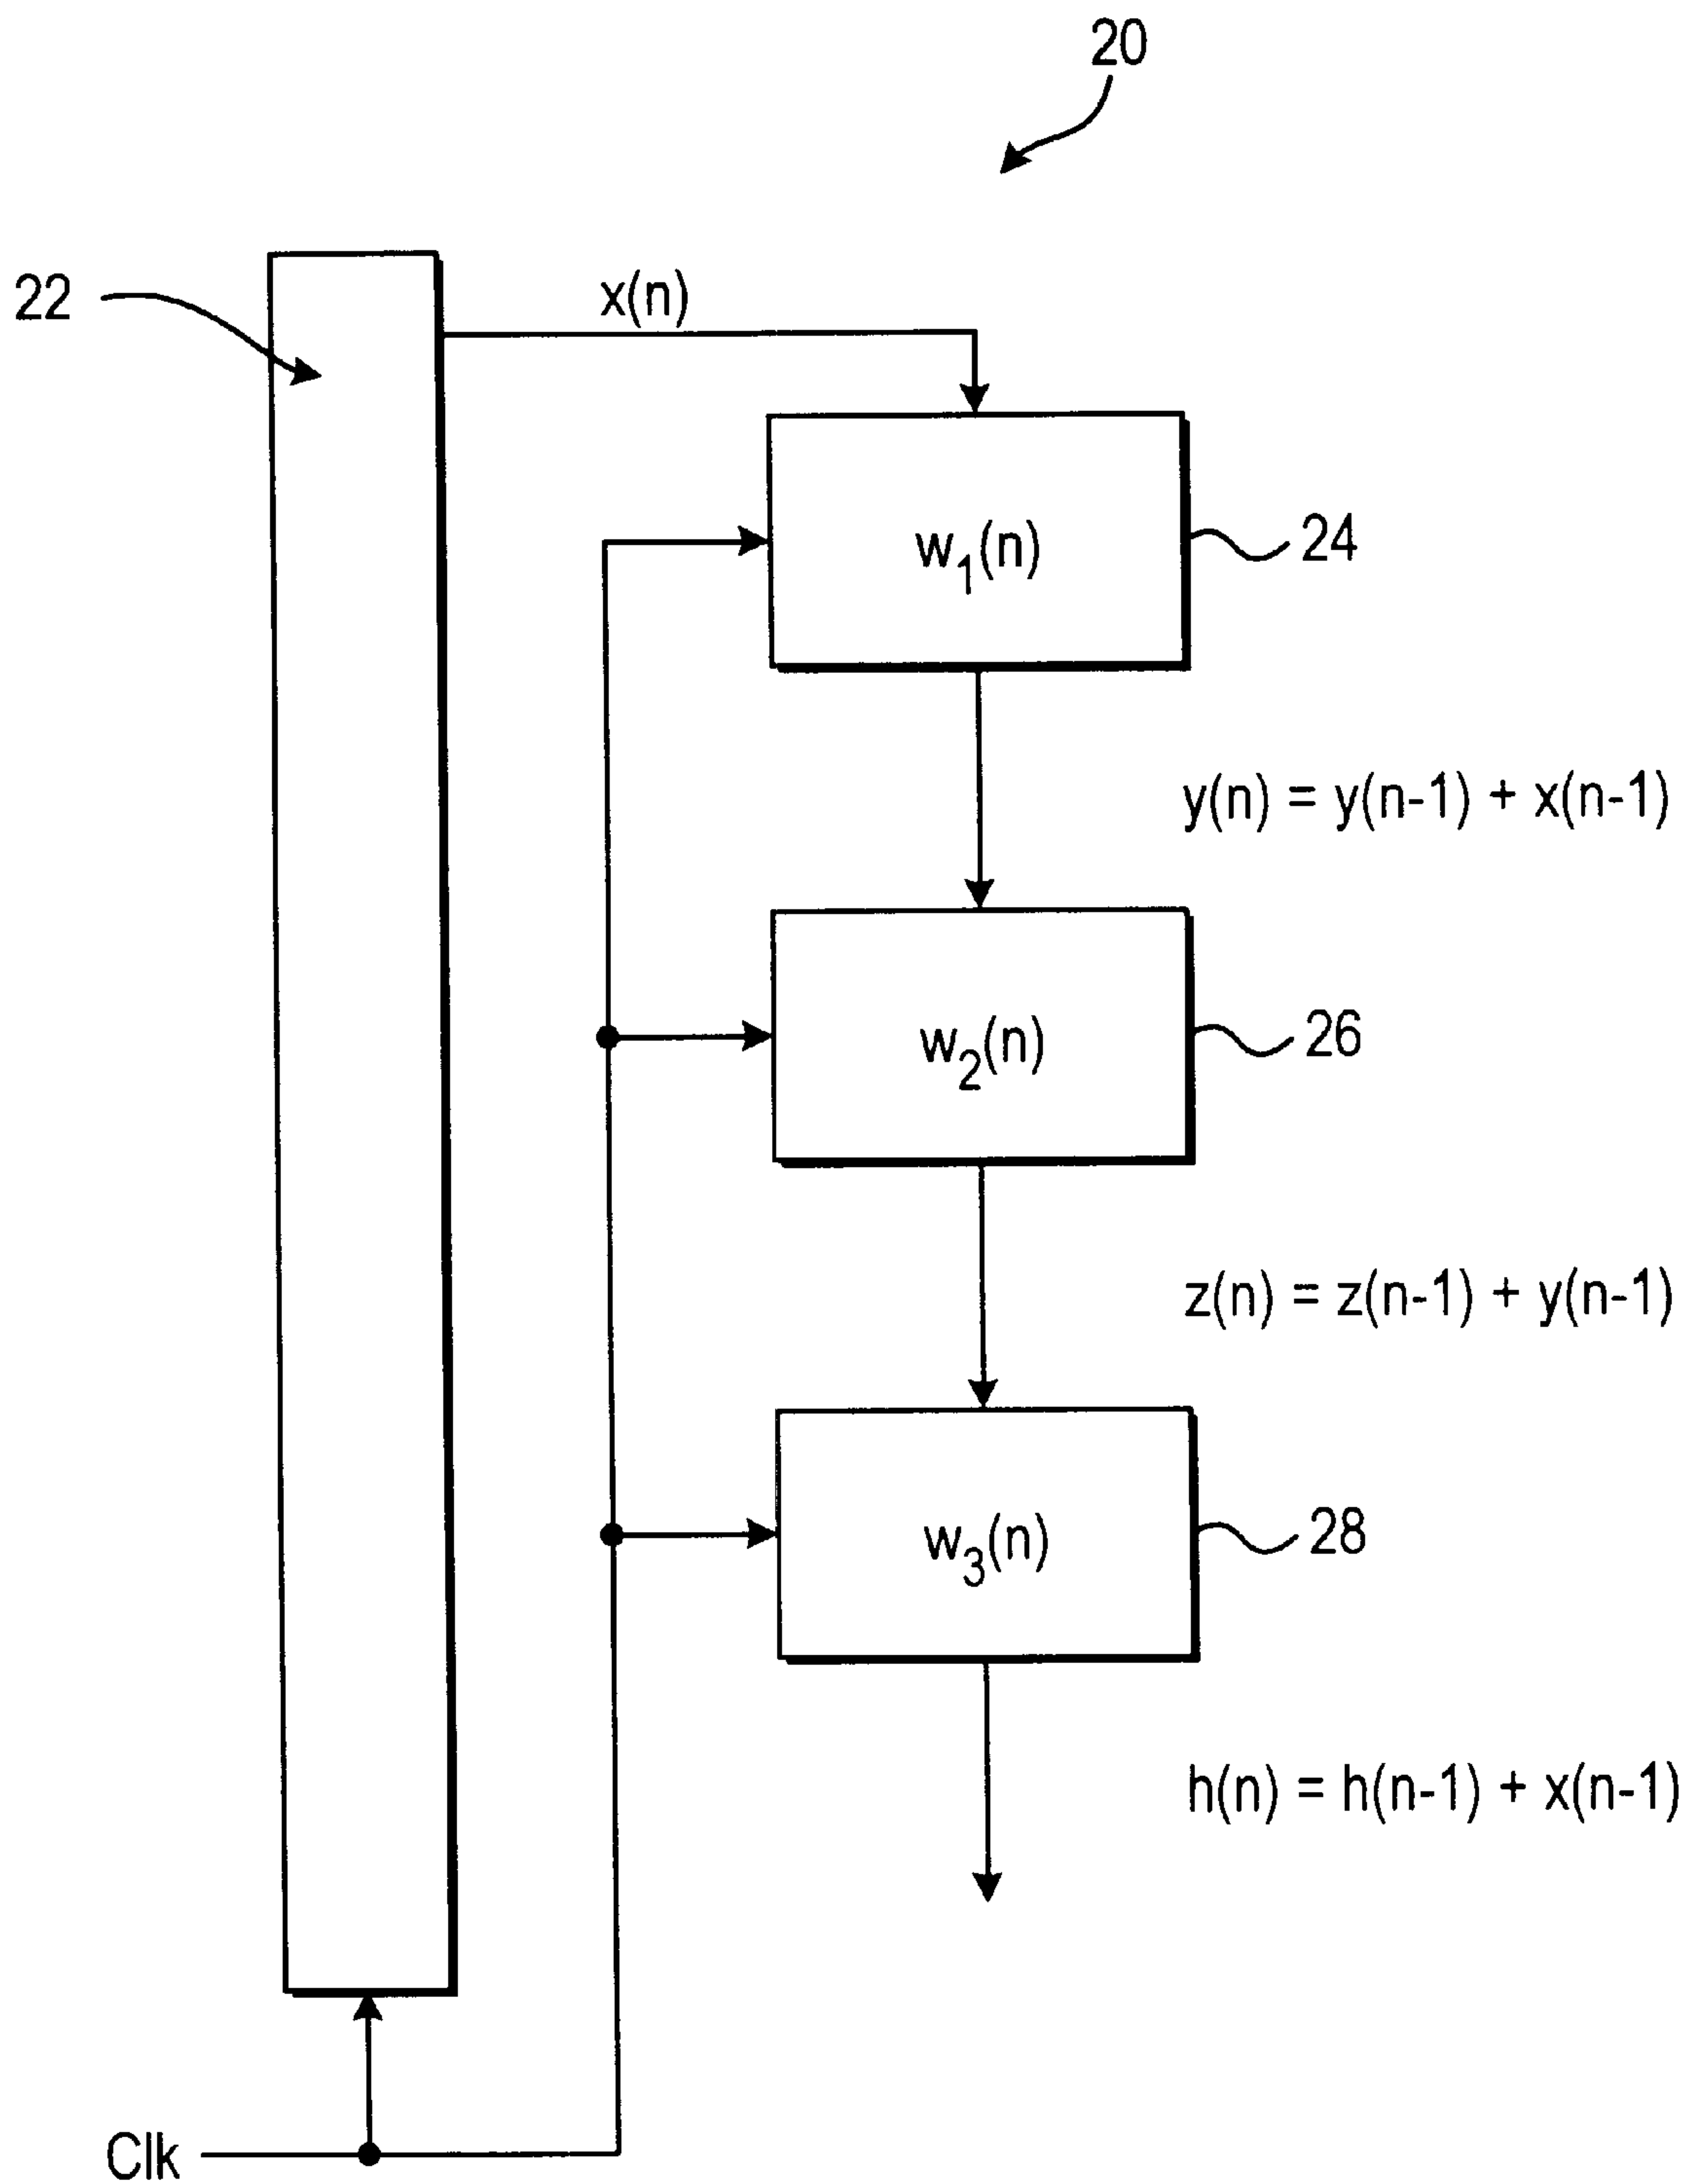 20
22
x(n)
w₁(n)
24
y(n) = y(n-1) + x(n-1)
w₂(n)
26
z(n) = z(n-1) + y(n-1)
w₃(n)
28
h(n) = h(n-1) + x(n-1)
Clk